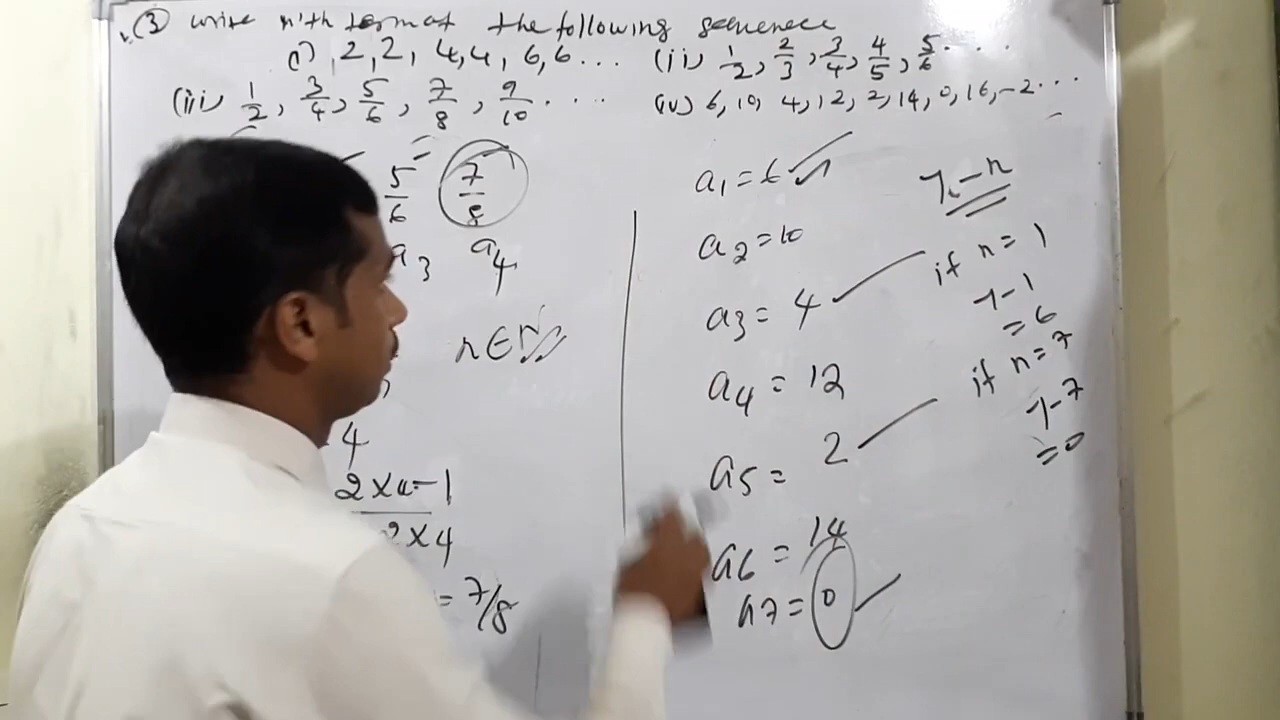 ③ write n'th term of the following sequence
(i) 2, 2, 4, 4, 6, 6 ... (ii) 1/2, 2/3, 3/4, 4/5, 5/6 ...
(iii) 1/2, 3/4, 5/6, 7/8, 9/10 .... (iv) 6, 10, 4, 12, 2, 14, 0, 16, -2 ...
5/6 7/8
a3 a4
n ∈ N
4
2×4-1
2×4
= 7/8
a1 = 6
a2 = 10
a3 = 4
a4 = 12
a5 = 2
a6 = 14
a7 = 0
7-n
if n = 1
7-1
= 6
if n = 7
7-7
= 0